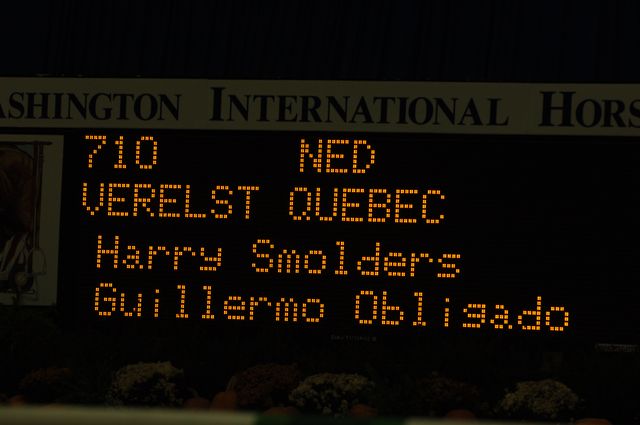 ASHINGTON INTERNATIONAL HORS
710 NED
VERELST QUEBEC
Harry Smolders
Guillermo Obligado